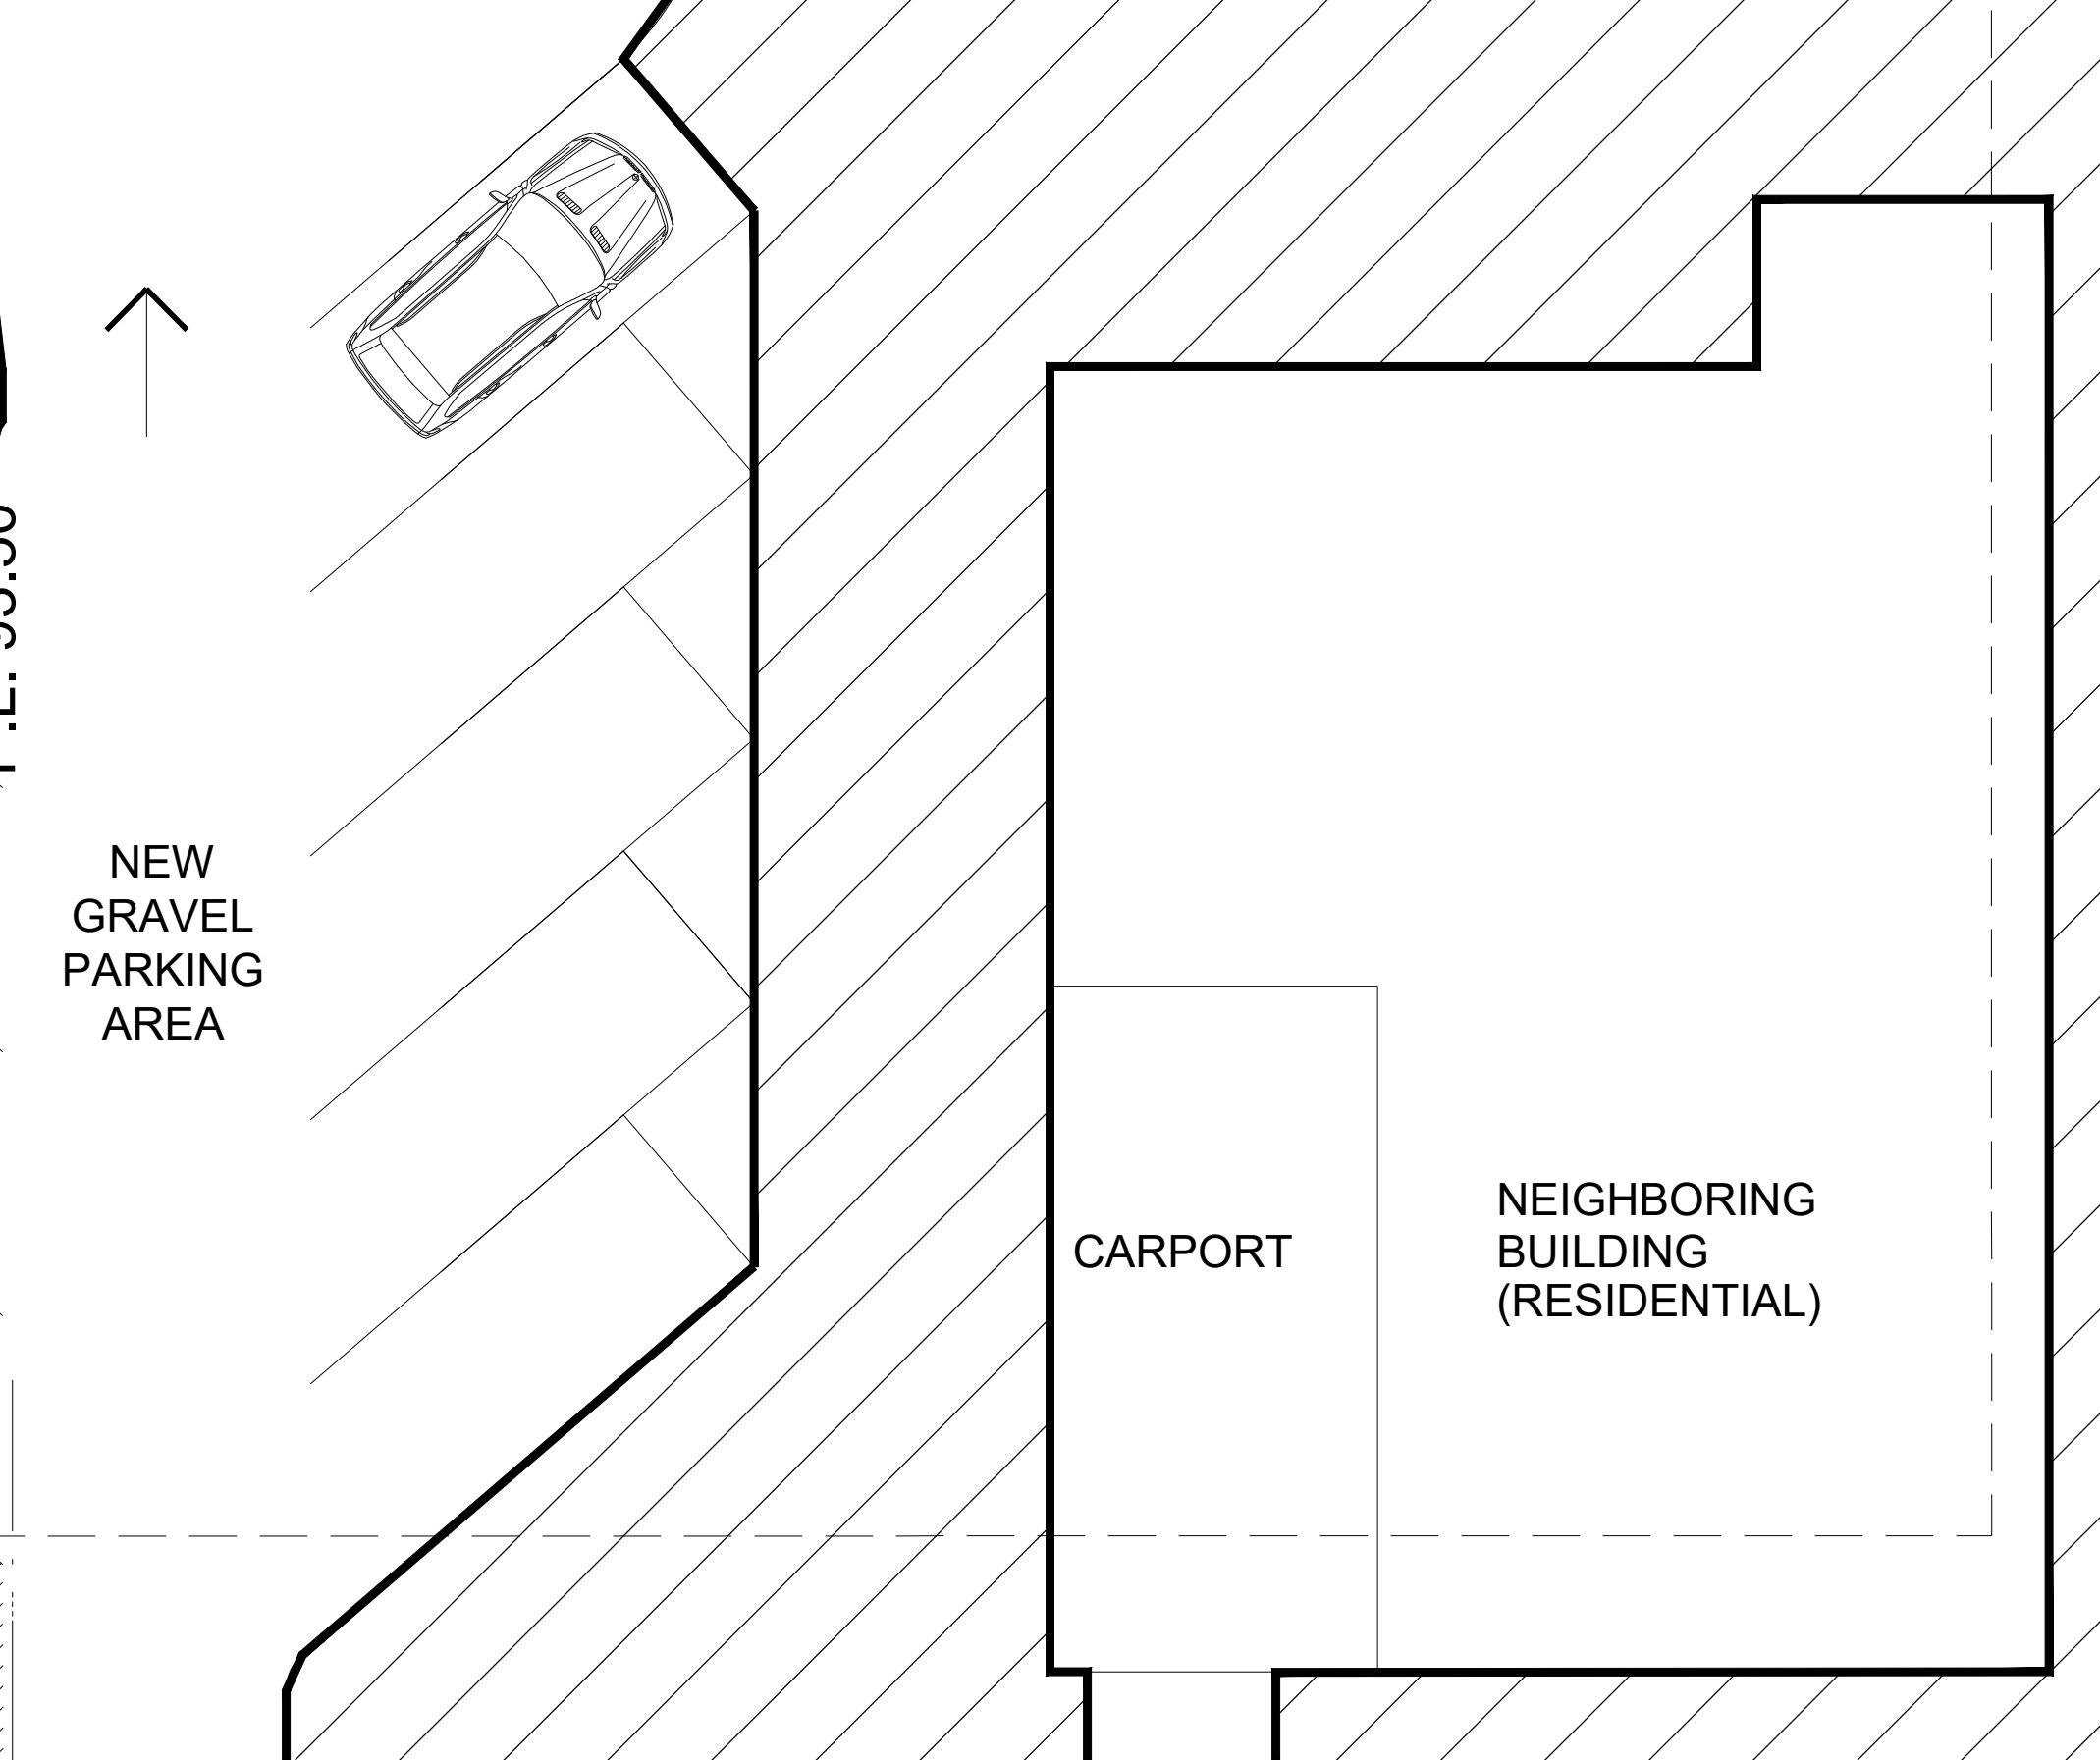 NEW
GRAVEL
PARKING
AREA
CARPORT
NEIGHBORING
BUILDING
(RESIDENTIAL)